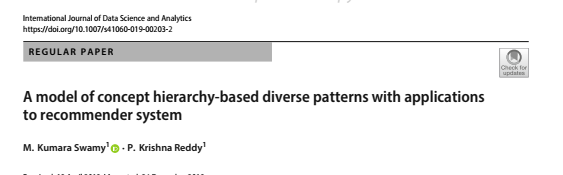 International Journal of Data Science and Analytics
https://doi.org/10.1007/s41060-019-00203-2
REGULAR PAPER
Check for
updates
A model of concept hierarchy-based diverse patterns with applications
to recommender system
M. Kumara Swamy1 · P. Krishna Reddy1